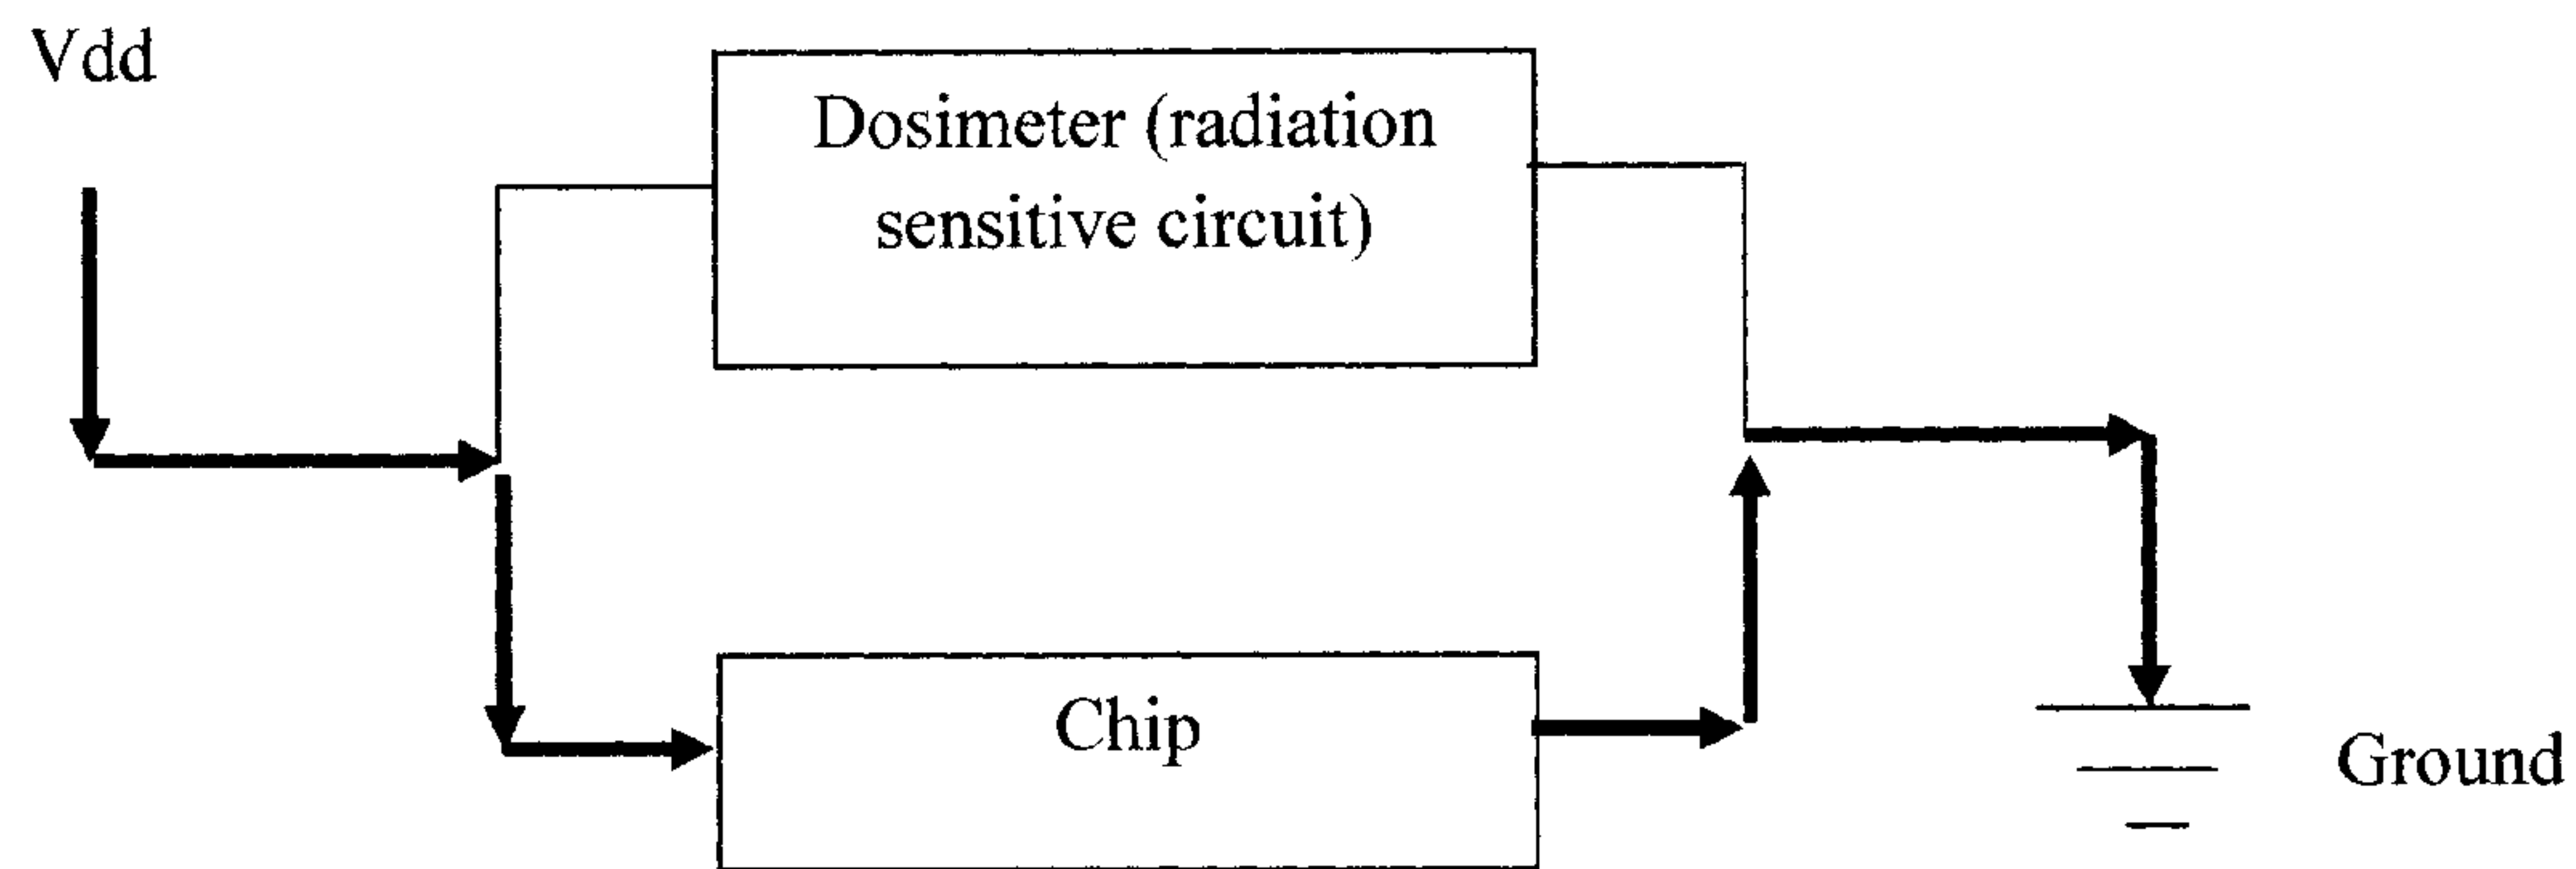 Vdd
Dosimeter (radiation
sensitive circuit)
Chip
Ground